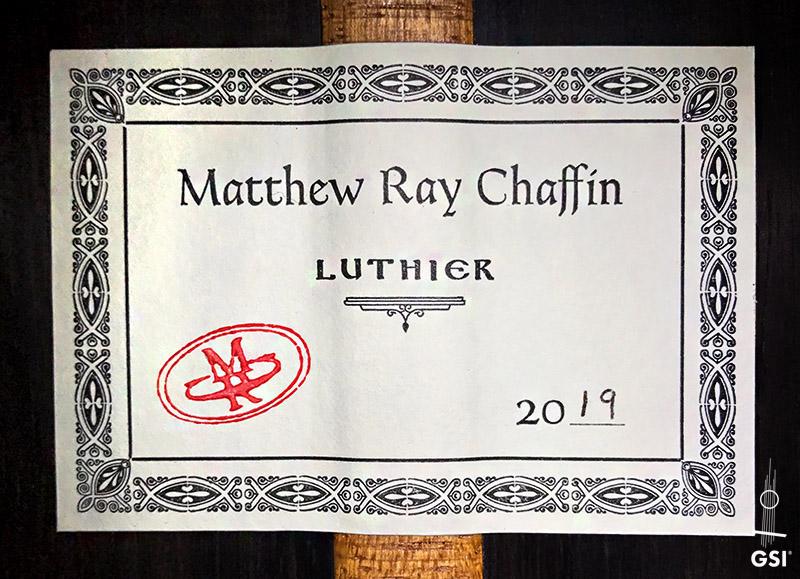 Matthew Ray Chaffin
LUTHIER
2019
GSI